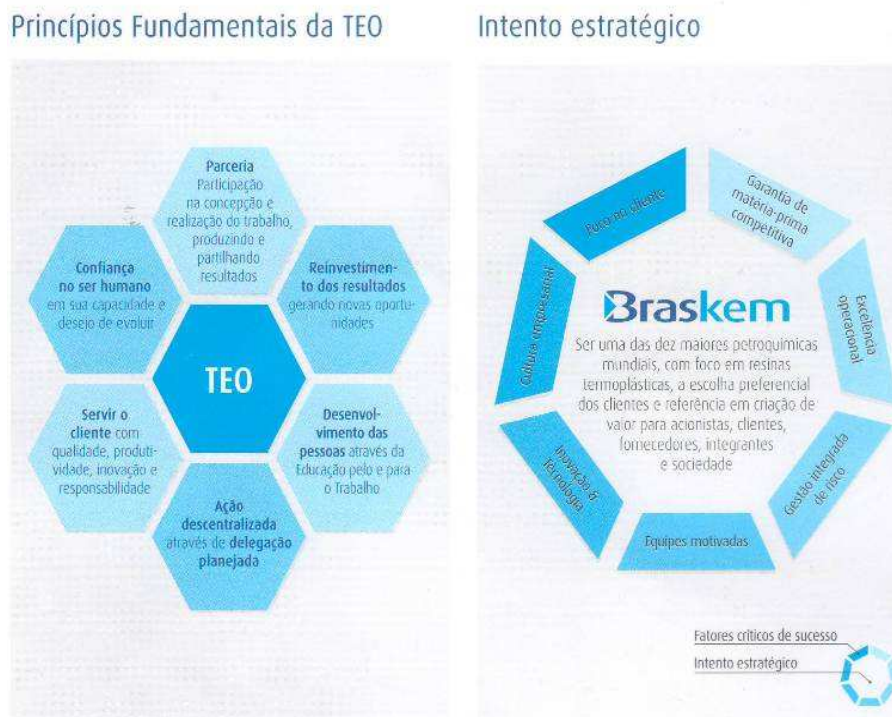 Princípios Fundamentais da TEO
Parceria
Participação
na concepção e
realização do trabalho,
produzindo e
partilhando
resultados
Confiança
no ser humano
em sua capacidade e
desejo de evoluir
Reinvestimen-
to dos resultados
gerando novas oportu-
nidades
TEO
Servir o
cliente com
qualidade, produti-
vidade, inovação e
responsabilidade
Desenvol-
vimento das
pessoas através da
Educação pelo e para
o Trabalho
Ação
descentralizada
através de delegação
planejada
Intento estratégico
Foco no cliente
Garantia de
matéria-prima
competitiva
Cultura empresarial
Excelência
operacional
Braskem
Ser uma das dez maiores petroquímicas
mundiais, com foco em resinas
termoplásticas, a escolha preferencial
dos clientes e referência em criação de
valor para acionistas, clientes,
fornecedores, integrantes
e sociedade
Inovação &
Tecnologia
Equipes motivadas
Gestão integrada
de risco
Fatores críticos de sucesso
Intento estratégico